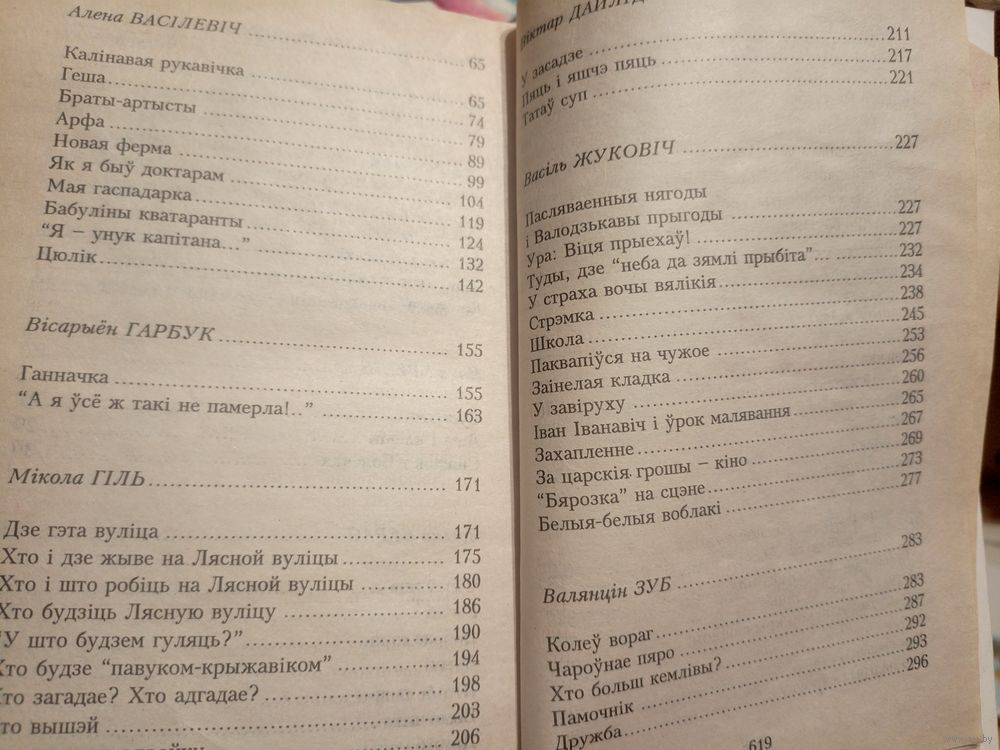 Алена ВАСІЛЕВІЧ ..... 65
Калінавая рукавічка ..... 65
Геша ..... 74
Браты-артысты ..... 79
Арфа ..... 89
Новая ферма ..... 99
Як я быў доктарам ..... 104
Мая гаспадарка ..... 119
Бабуліны кватаранты ..... 124
“Я – унук капітана...” ..... 132
Цюлік ..... 142
Вісарыён ГАРБУК ..... 155
Ганначка ..... 155
“А я ўсё ж такі не памерла!..” ..... 163
Мікола ГІЛЬ ..... 171
Дзе гэта вуліца ..... 171
Хто і дзе жыве на Лясной вуліцы ..... 175
Хто і што робіць на Лясной вуліцы ..... 180
Хто будзіць Лясную вуліцу ..... 186
“У што будзем гуляць?” ..... 190
Хто будзе “павуком-крыжавіком” ..... 194
Хто загадае? Хто адгадае? ..... 198
Хто вышэй ..... 203
206
Віктар
У засадзе ..... 211
Пяць і яшчэ пяць ..... 217
Татаў суп ..... 221
Васіль ЖУКОВІЧ ..... 227
Пасляваенныя нягоды
і Валодзькавы прыгоды ..... 227
Ура: Віця прыехаў! ..... 227
Туды, дзе “неба да зямлі прыбіта”... ..... 232
У страха вочы вялікія ..... 234
Стрэмка ..... 238
Школа ..... 245
Паквапіўся на чужое ..... 253
Заінелая кладка ..... 256
У завіруху ..... 260
Іван Іванавіч і ўрок малявання ..... 265
Захапленне ..... 267
За царскія грошы – кіно ..... 269
“Бярозка” на сцэне ..... 273
Белыя-белыя воблакі ..... 277
Валянцін ЗУБ ..... 283
Колеў вораг ..... 283
Чароўнае пяро ..... 287
Хто больш кемлівы? ..... 292
Памочнік ..... 293
Дружба ..... 296
619